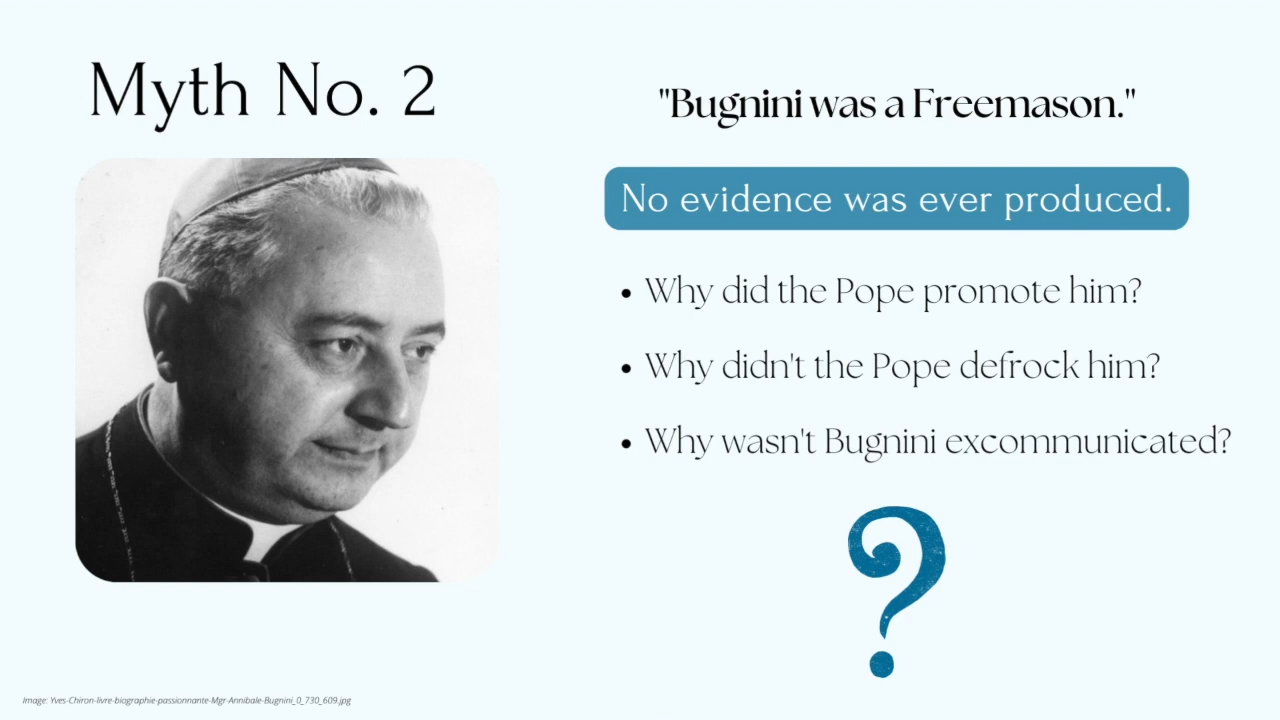 Myth No. 2
"Bugnini was a Freemason."
No evidence was ever produced.
• Why did the Pope promote him?
• Why didn't the Pope defrock him?
• Why wasn't Bugnini excommunicated?
?
Image: Yves-Chiron-livre-biographie-passionnante-Mgr-Annibale-Bugnini_0_730_609.jpg